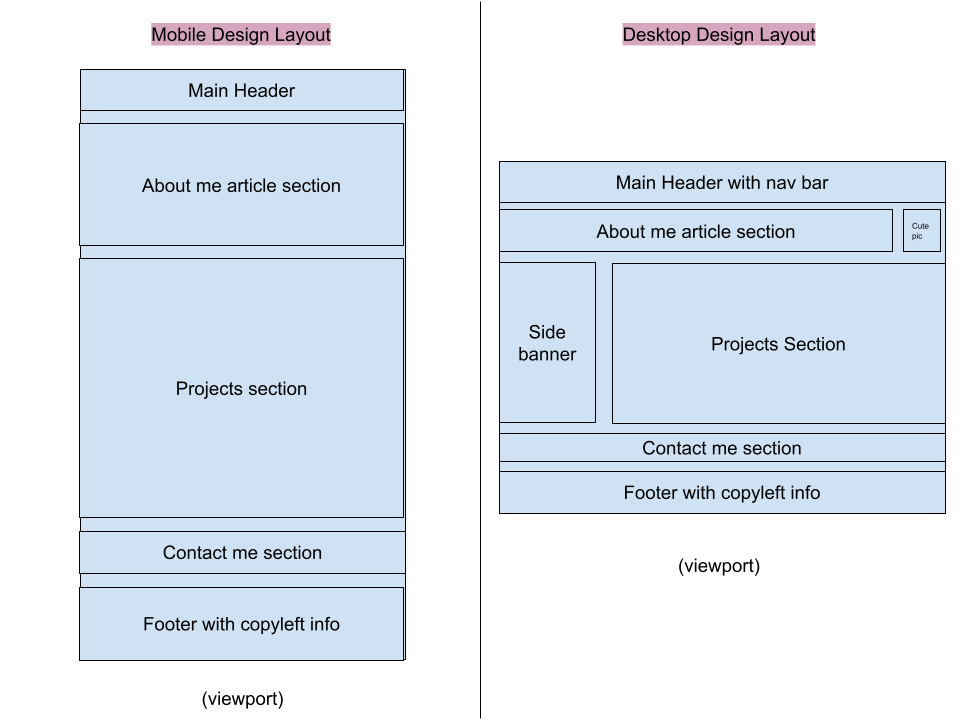 Mobile Design Layout
Main Header
About me article section
Projects section
Contact me section
Footer with copyleft info
(viewport)
Desktop Design Layout
Main Header with nav bar
About me article section
Cute
pic
Side
banner
Projects Section
Contact me section
Footer with copyleft info
(viewport)